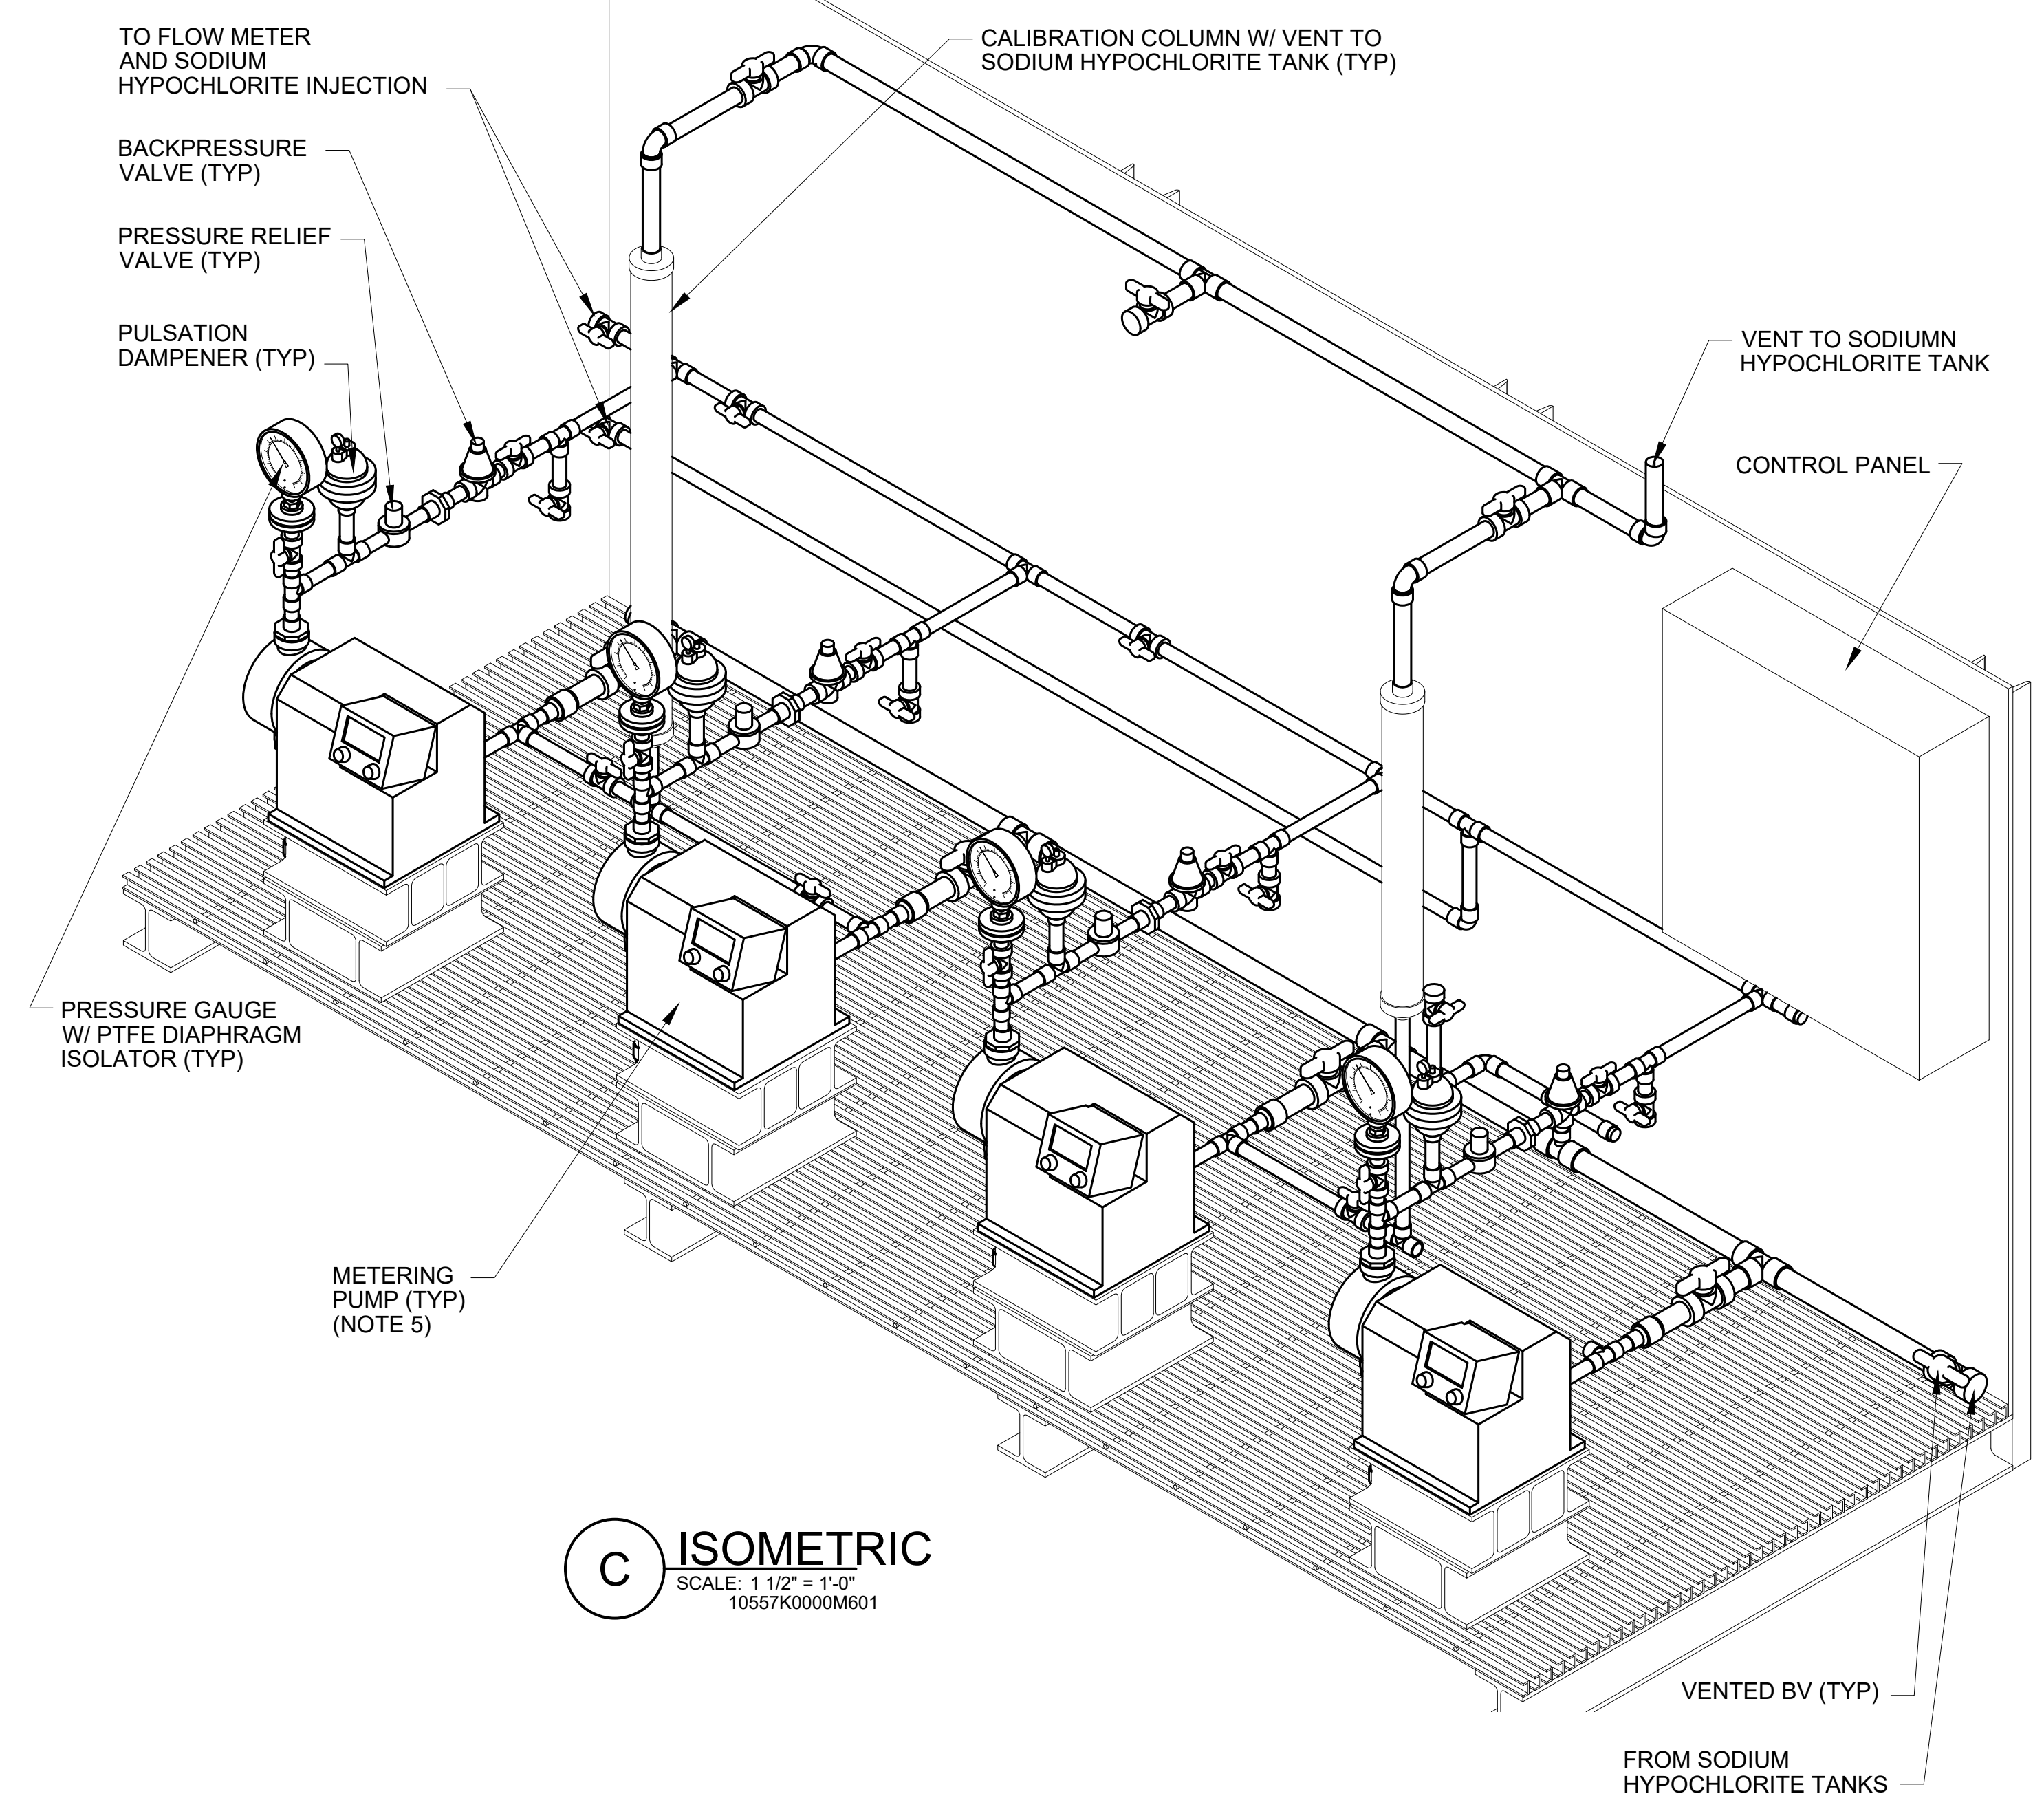 TO FLOW METER
AND SODIUM
HYPOCHLORITE INJECTION
CALIBRATION COLUMN W/ VENT TO
SODIUM HYPOCHLORITE TANK (TYP)
BACKPRESSURE
VALVE (TYP)
PRESSURE RELIEF
VALVE (TYP)
PULSATION
DAMPENER (TYP)
VENT TO SODIUMN
HYPOCHLORITE TANK
CONTROL PANEL
PRESSURE GAUGE
W/ PTFE DIAPHRAGM
ISOLATOR (TYP)
METERING
PUMP (TYP)
(NOTE 5)
C
ISOMETRIC
SCALE: 1 1/2" = 1'-0"
10557K0000M601
VENTED BV (TYP)
FROM SODIUM
HYPOCHLORITE TANKS